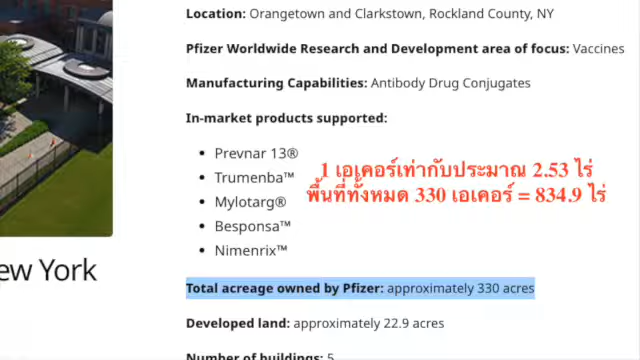 Location: Orangetown and Clarkstown, Rockland County, NY
Pfizer Worldwide Research and Development area of focus: Vaccines
Manufacturing Capabilities: Antibody Drug Conjugates
In-market products supported:
• Prevnar 13®
• Trumenba™
• Mylotarg®
• Besponsa™
• Nimenrix™
1 เอเคอร์เท่ากับประมาณ 2.53 ไร่
พื้นที่ทั้งหมด 330 เอเคอร์ = 834.9 ไร่
ew York
Total acreage owned by Pfizer: approximately 330 acres
Developed land: approximately 22.9 acres
Number of buildings: 5